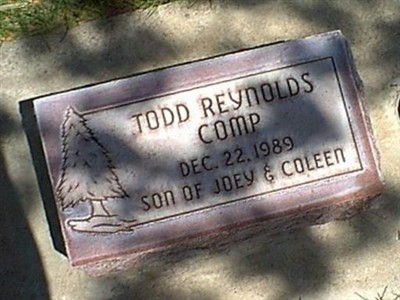 TODD REYNOLDS
COMP
DEC. 22, 1989
SON OF JOEY & COLEEN